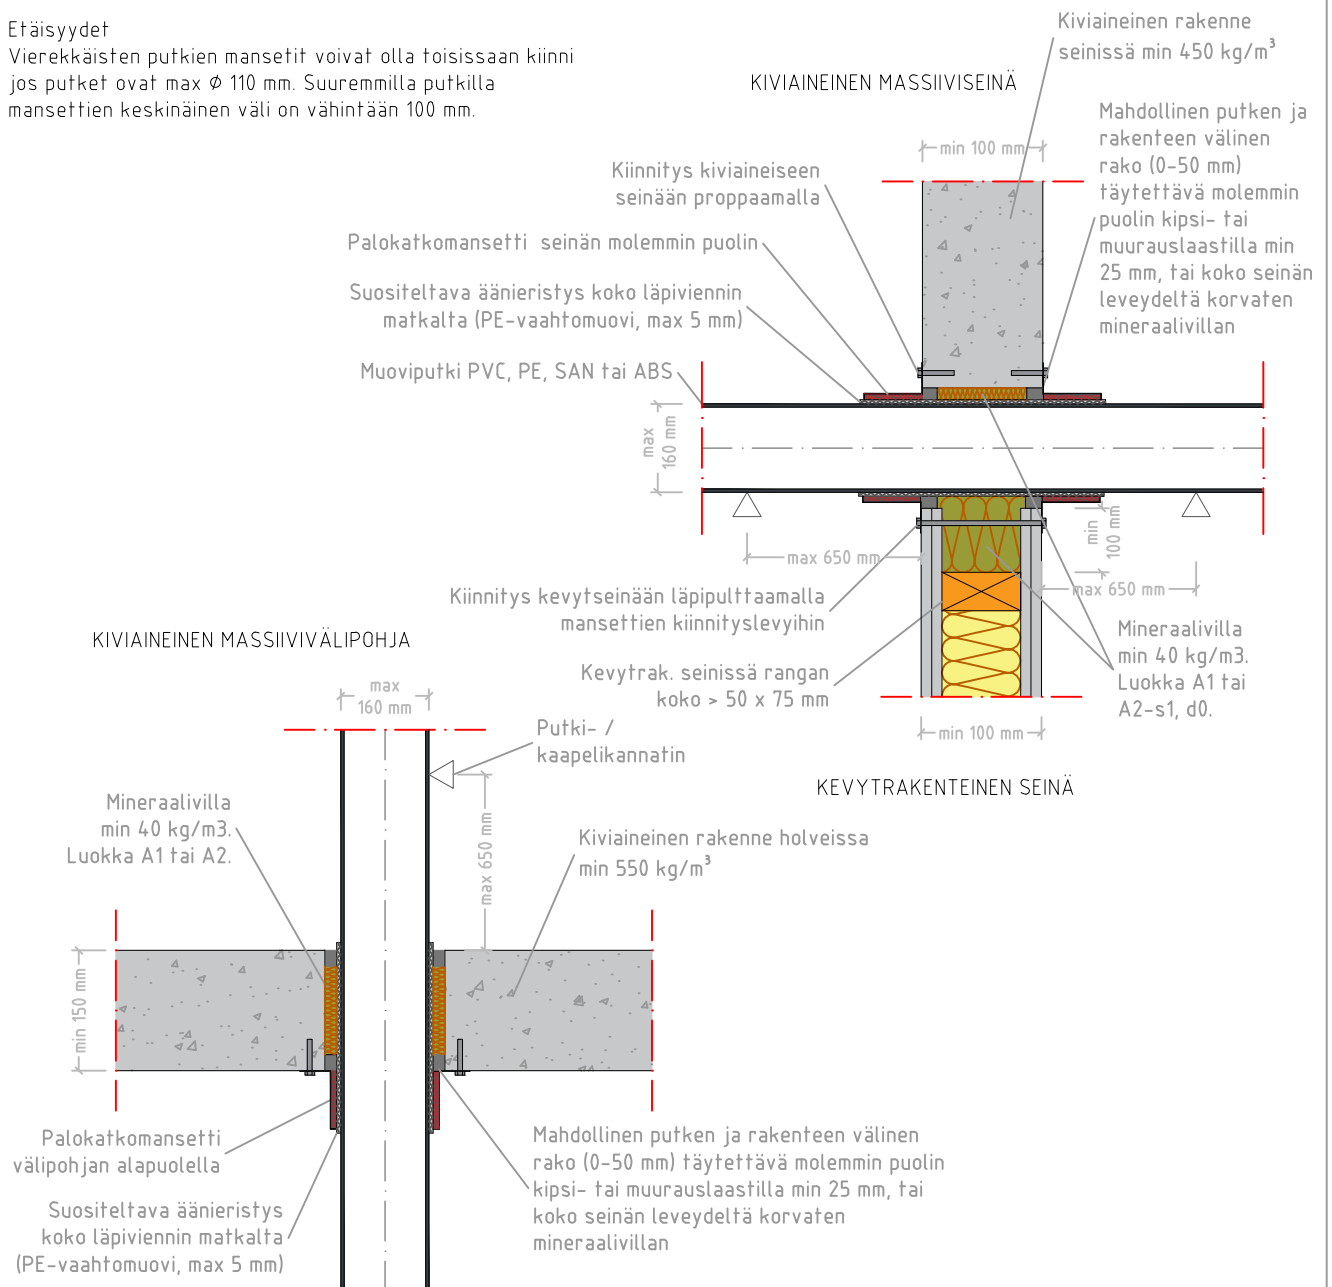 Etäisyydet
Vierekkäisten putkien mansetit voivat olla toisissaan kiinni
jos putket ovat max Ø 110 mm. Suuremmilla putkilla
mansettien keskinäinen väli on vähintään 100 mm.
Kiviaineinen rakenne
seinissä min 450 kg/m³
KIVIAINEINEN MASSIIVISEINÄ
Mahdollinen putken ja
rakenteen välinen
rako (0-50 mm)
täytettävä molemmin
puolin kipsi- tai
muurauslaastilla min
25 mm, tai koko seinän
leveydeltä korvaten
mineraalivillan
min 100 mm
Kiinnitys kiviaineiseen
seinään proppaamalla
Palokatkomansetti seinän molemmin puolin
Suositeltava äänieristys koko läpiviennin
matkalta (PE-vaahtomuovi, max 5 mm)
Muoviputki PVC, PE, SAN tai ABS
max
160 mm
min
100 mm
max 650 mm
max 650 mm
Kiinnitys kevytseinään läpipulttaamalla
mansettien kiinnityslevyihin
Kevytrak. seinissä rangan
koko > 50 x 75 mm
Mineraalivilla
min 40 kg/m3.
Luokka A1 tai
A2-s1, d0.
min 100 mm
KEVYTRAKENTEINEN SEINÄ
KIVIAINEINEN MASSIIVIVÄLIPOHJA
max
160 mm
Putki- /
kaapelikannatin
Mineraalivilla
min 40 kg/m3.
Luokka A1 tai A2.
max 650 mm
Kiviaineinen rakenne holveissa
min 550 kg/m³
min 150 mm
Palokatkomansetti
välipohjan alapuolella
Suositeltava äänieristys
koko läpiviennin matkalta
(PE-vaahtomuovi, max 5 mm)
Mahdollinen putken ja rakenteen välinen
rako (0-50 mm) täytettävä molemmin puolin
kipsi- tai muurauslaastilla min 25 mm, tai
koko seinän leveydeltä korvaten
mineraalivillan